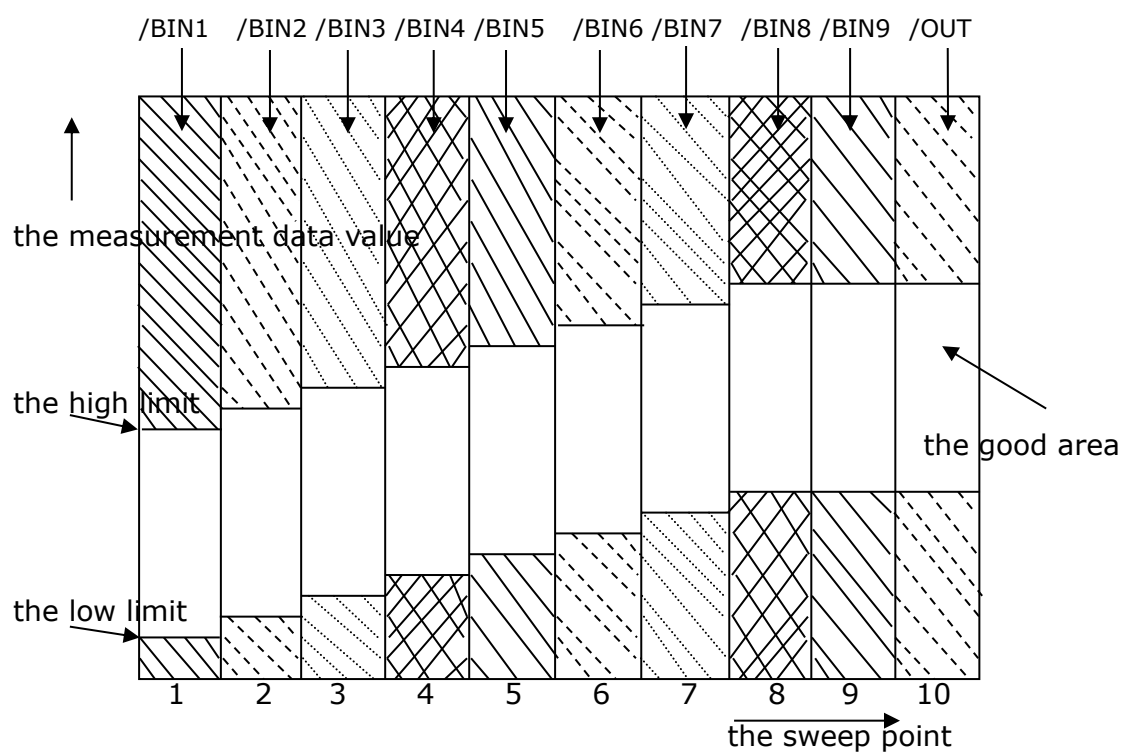 /BIN1 /BIN2 /BIN3 /BIN4 /BIN5 /BIN6 /BIN7 /BIN8 /BIN9 /OUT
the measurement data value
the high limit
the good area
the low limit
1 2 3 4 5 6 7 8 9 10
the sweep point